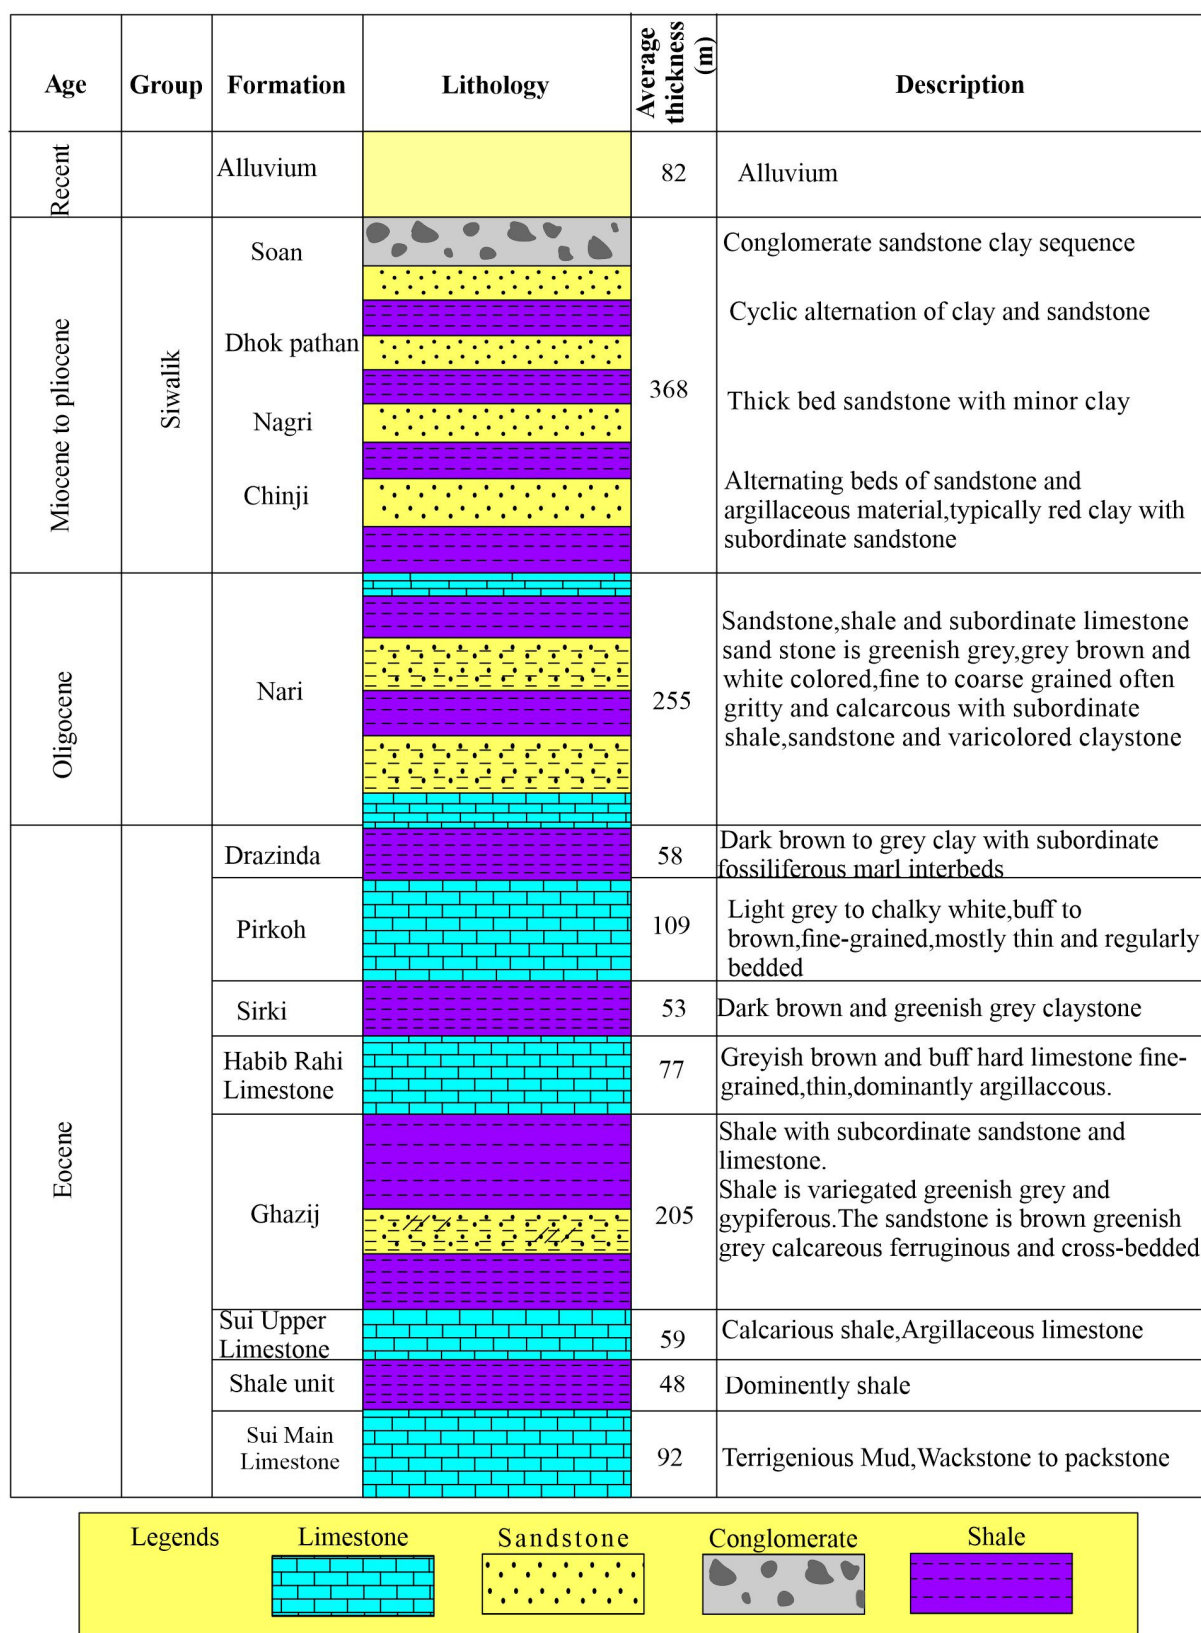 Age
Group
Formation
Lithology
Average
thickness
(m)
Description
Recent
Alluvium
82
Alluvium
Miocene to pliocene
Siwalik
Soan
Dhok pathan
Nagri
Chinji
368
Conglomerate sandstone clay sequence
Cyclic alternation of clay and sandstone
Thick bed sandstone with minor clay
Alternating beds of sandstone and
argillaceous material,typically red clay with
subordinate sandstone
Oligocene
Nari
255
Sandstone,shale and subordinate limestone
sand stone is greenish grey,grey brown and
white colored,fine to coarse grained often
gritty and calcarcous with subordinate
shale,sandstone and varicolored claystone
Eocene
Drazinda
58
Dark brown to grey clay with subordinate
fossiliferous marl interbeds
Pirkoh
109
Light grey to chalky white,buff to
brown,fine-grained,mostly thin and regularly
bedded
Sirki
53
Dark brown and greenish grey claystone
Habib Rahi
Limestone
77
Greyish brown and buff hard limestone fine-
grained,thin,dominantly argillaccous.
Ghazij
205
Shale with subcordinate sandstone and
limestone.
Shale is variegated greenish grey and
gypiferous.The sandstone is brown greenish
grey calcareous ferruginous and cross-bedded
Sui Upper
Limestone
59
Calcarious shale,Argillaceous limestone
Shale unit
48
Dominently shale
Sui Main
Limestone
92
Terrigenious Mud,Wackstone to packstone
Legends
Limestone
Sandstone
Conglomerate
Shale